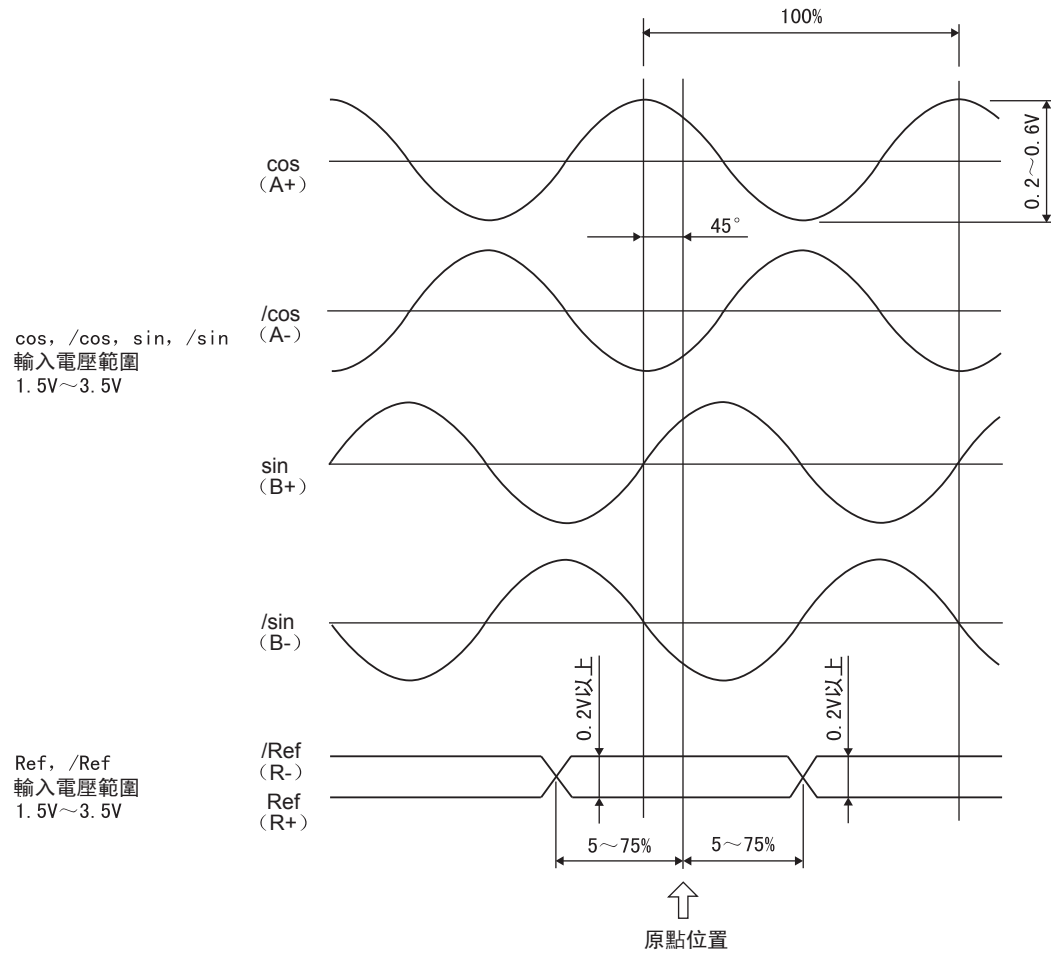 100%
0.2～0.6V
cos
（A+）
45°
/cos
（A-）
cos, /cos, sin, /sin
輸入電壓範圍
1.5V～3.5V
sin
（B+）
/sin
（B-）
0.2V以上
0.2V以上
Ref, /Ref
輸入電壓範圍
1.5V～3.5V
/Ref
（R-）
Ref
（R+）
5～75%
5～75%
原點位置